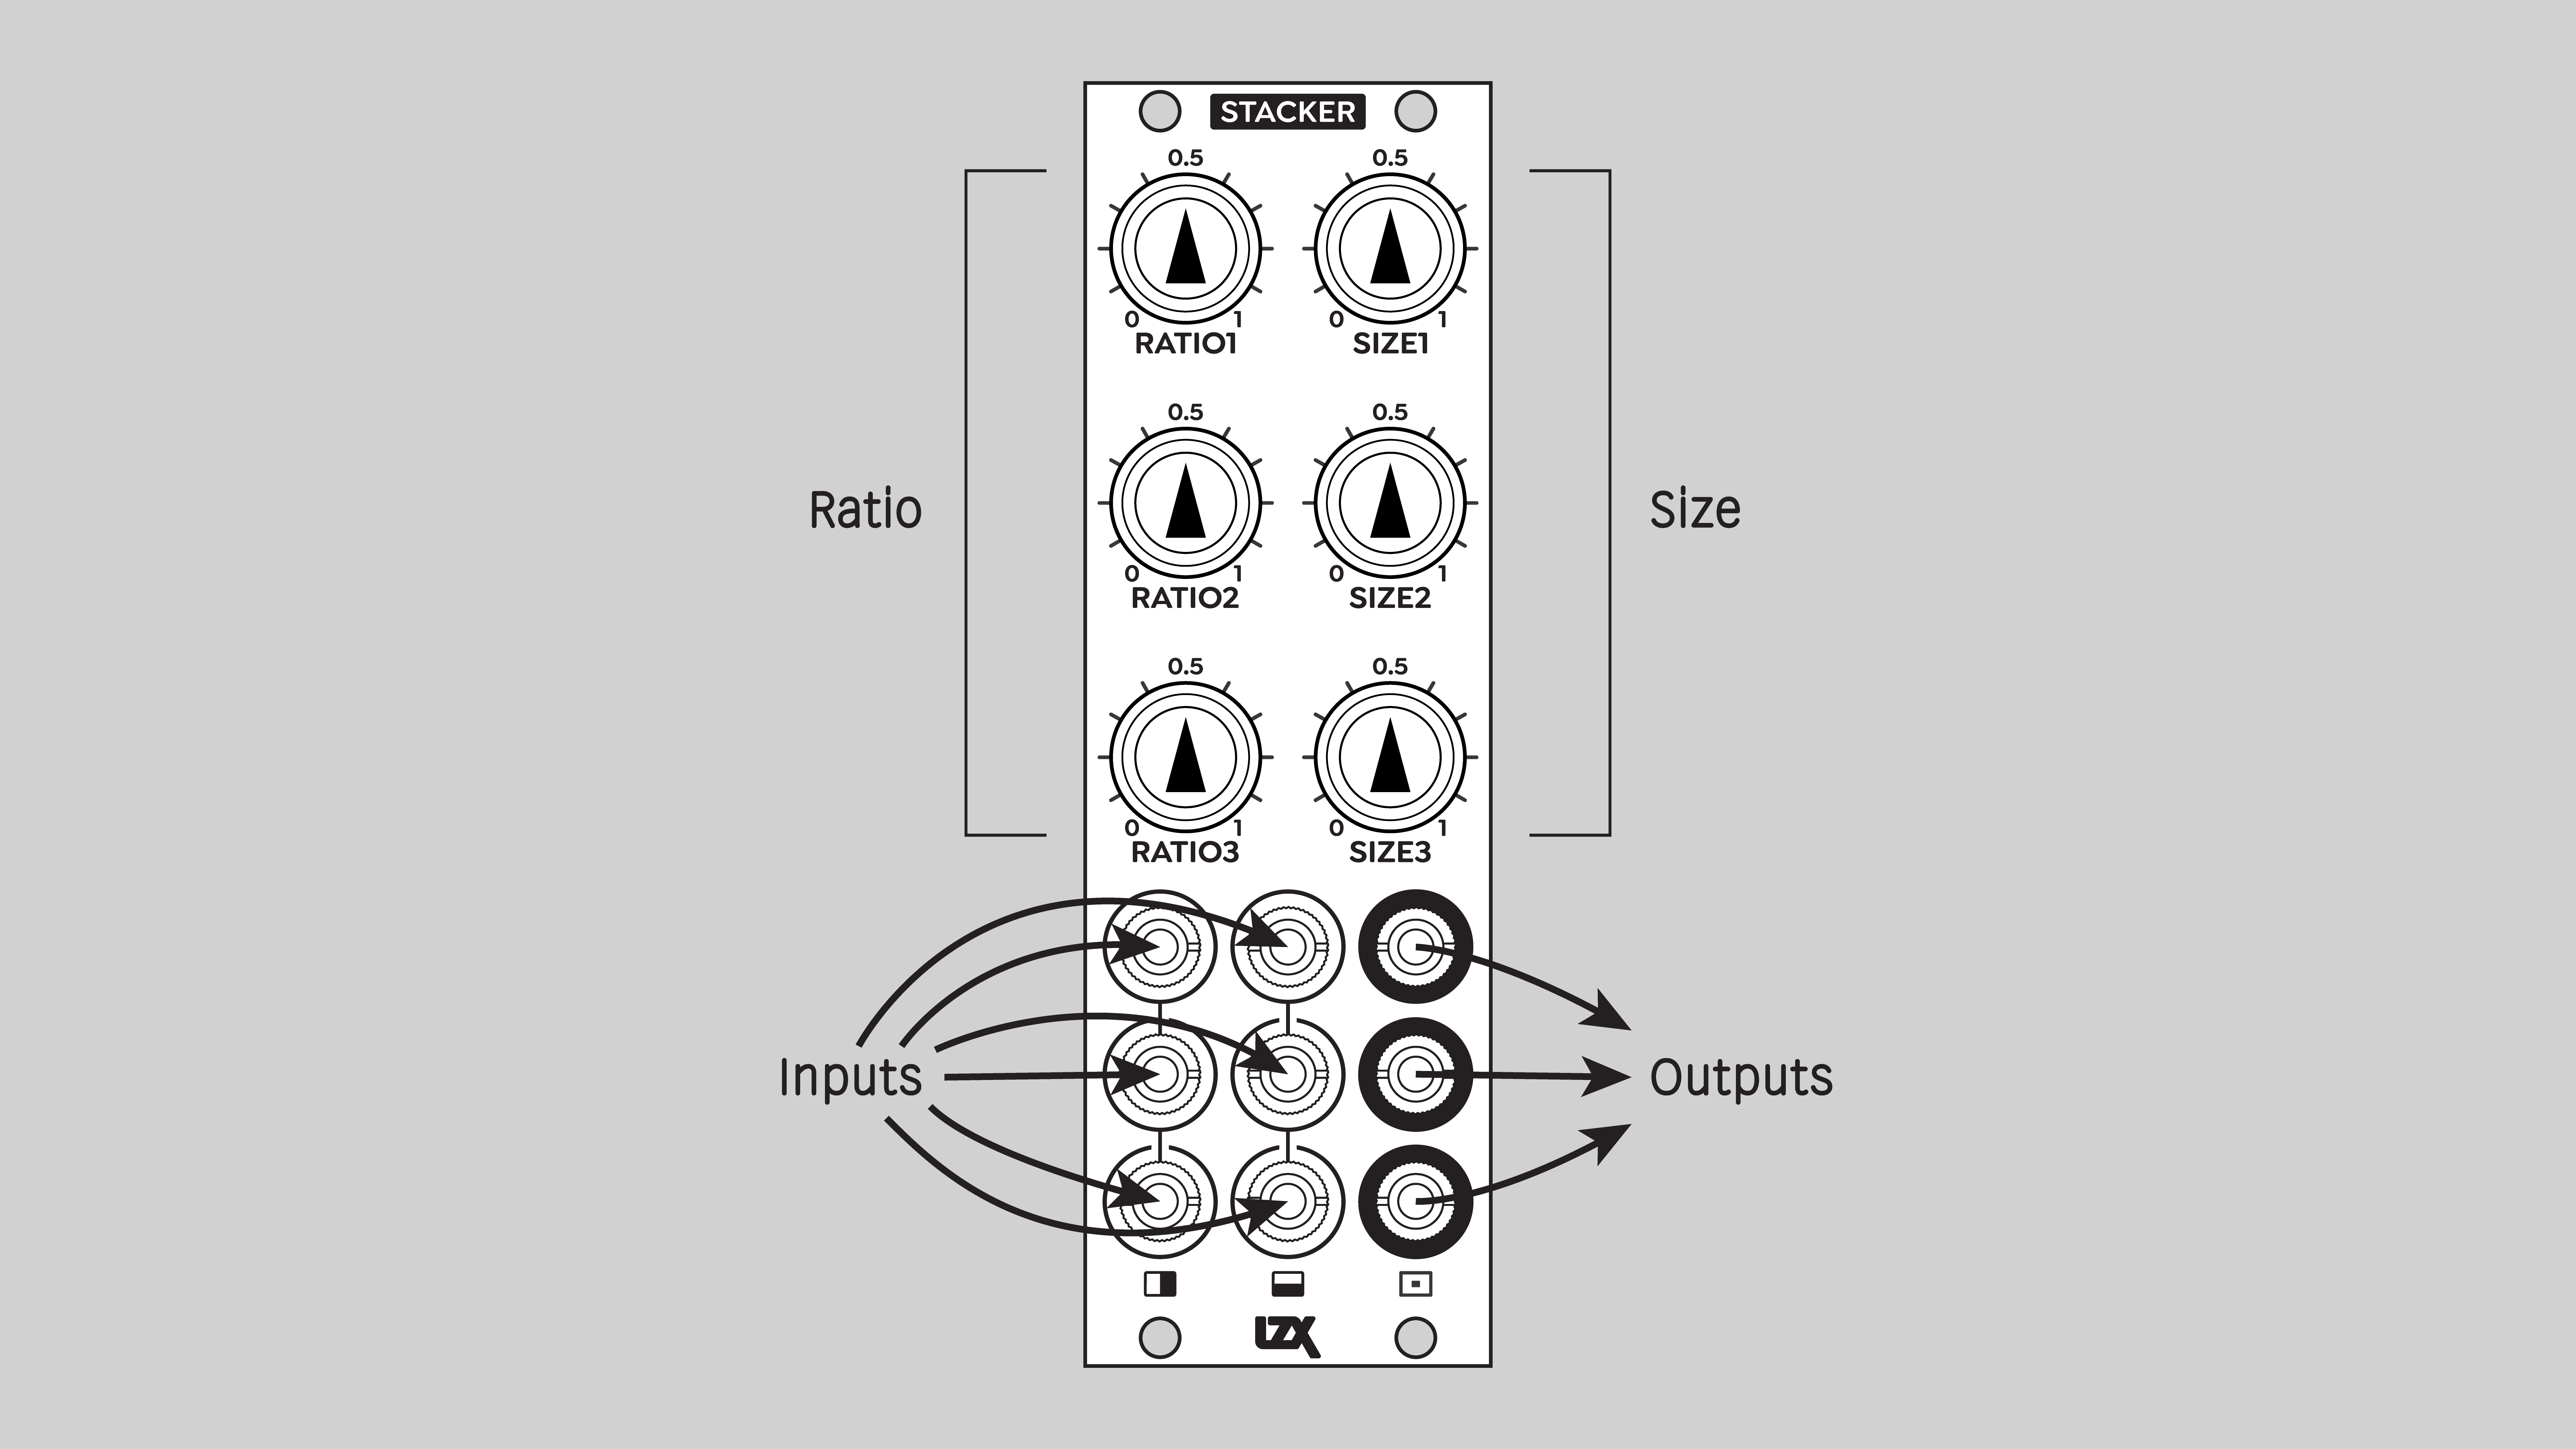 STACKER
0.5 0.5
0 1 0 1
RATIO1 SIZE1
0.5 0.5
Ratio Size
0 1 0 1
RATIO2 SIZE2
0.5 0.5
0 1 0 1
RATIO3 SIZE3
Inputs Outputs
LZX